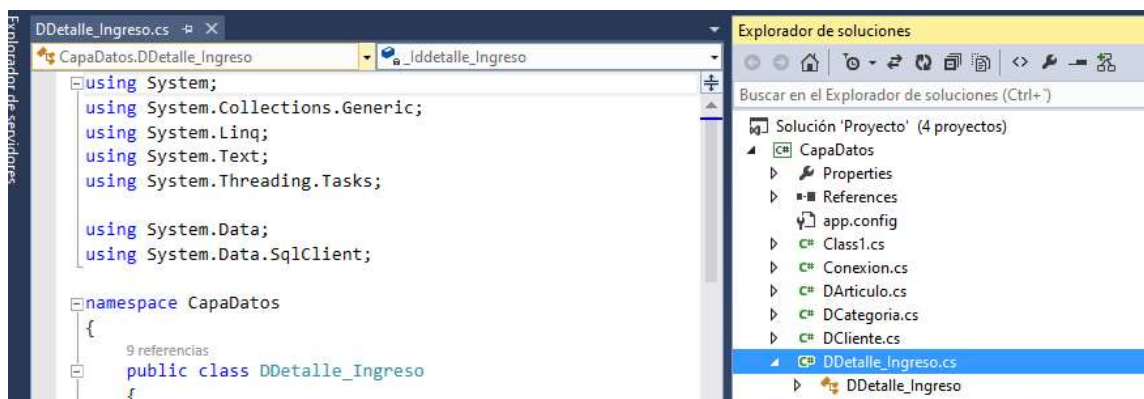 Explorador de servidores
DDetalle_Ingreso.cs
CapaDatos.DDetalle_Ingreso
_Iddetalle_Ingreso
using System;
using System.Collections.Generic;
using System.Linq;
using System.Text;
using System.Threading.Tasks;
using System.Data;
using System.Data.SqlClient;
namespace CapaDatos
{
9 referencias
public class DDetalle_Ingreso
{
Explorador de soluciones
Buscar en el Explorador de soluciones (Ctrl+¨)
Solución 'Proyecto' (4 proyectos)
C# CapaDatos
Properties
References
app.config
C# Class1.cs
C# Conexion.cs
C# DArticulo.cs
C# DCategoria.cs
C# DCliente.cs
C# DDetalle_Ingreso.cs
DDetalle_Ingreso